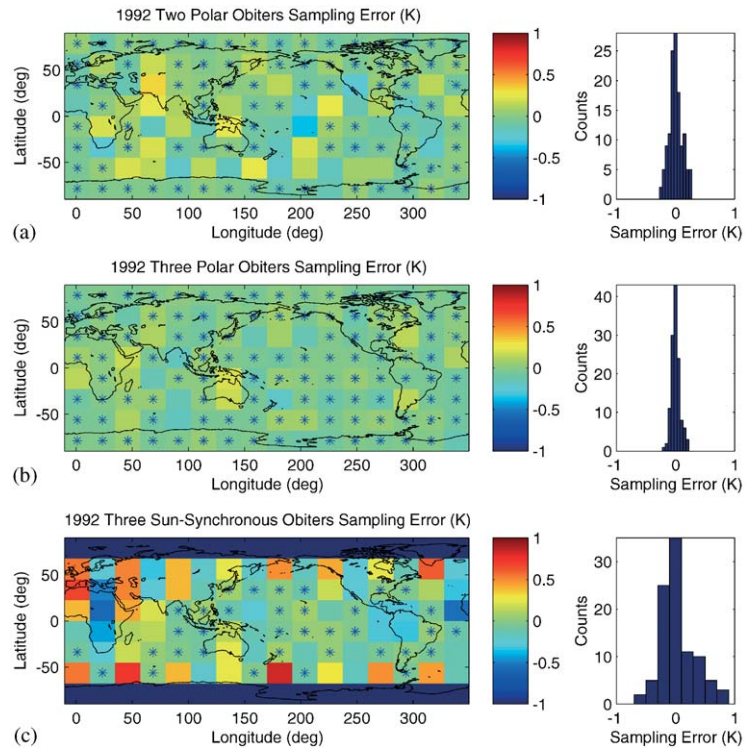 1992 Two Polar Obiters Sampling Error (K)
Latitude (deg)
50
0
-50
0 50 100 150 200 250 300
Longitude (deg)
1
0.5
0
-0.5
-1
Counts
25
20
15
10
5
0
-1 0 1
Sampling Error (K)
(a)
1992 Three Polar Obiters Sampling Error (K)
Latitude (deg)
50
0
-50
0 50 100 150 200 250 300
Longitude (deg)
1
0.5
0
-0.5
-1
Counts
40
30
20
10
0
-1 0 1
Sampling Error (K)
(b)
1992 Three Sun-Synchronous Obiters Sampling Error (K)
Latitude (deg)
50
0
-50
0 50 100 150 200 250 300
Longitude (deg)
1
0.5
0
-0.5
-1
Counts
30
20
10
0
-1 0 1
Sampling Error (K)
(c)